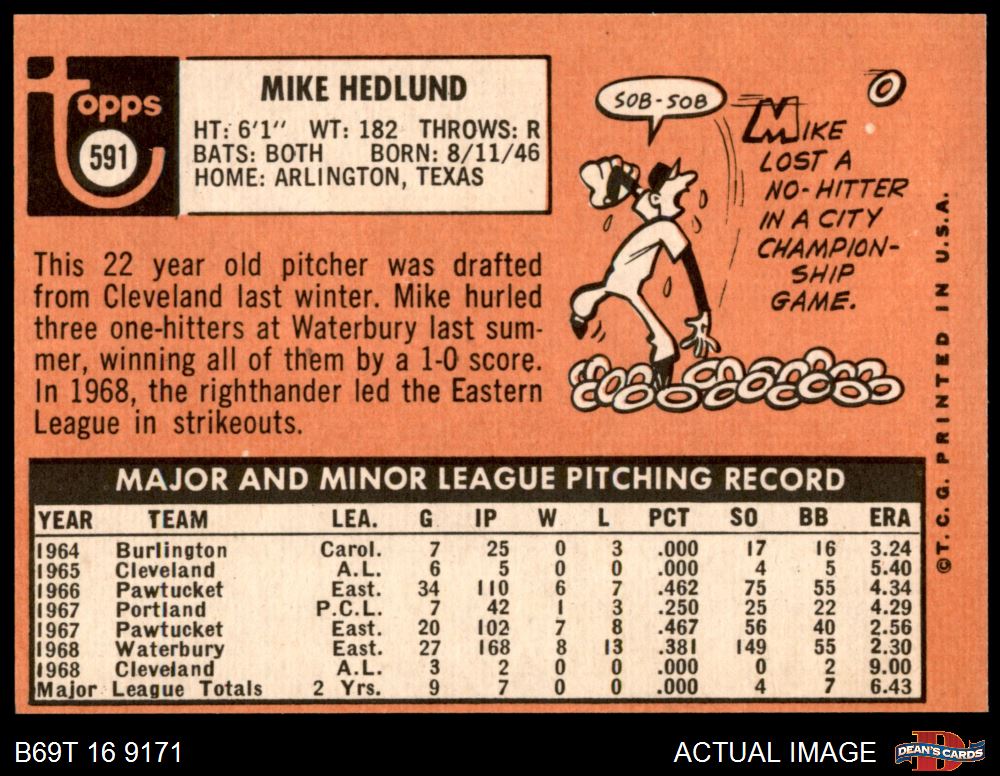 Topps
591
MIKE HEDLUND
HT: 6'1" WT: 182 THROWS: R
BATS: BOTH BORN: 8/11/46
HOME: ARLINGTON, TEXAS
This 22 year old pitcher was drafted
from Cleveland last winter. Mike hurled
three one-hitters at Waterbury last sum-
mer, winning all of them by a 1-0 score.
In 1968, the righthander led the Eastern
League in strikeouts.
SOB-SOB
MIKE
LOST A
NO-HITTER
IN A CITY
CHAMPION-
SHIP
GAME.
MAJOR AND MINOR LEAGUE PITCHING RECORD
YEAR TEAM LEA. G IP W L PCT SO BB ERA
1964 Burlington Carol. 7 25 0 3 .000 17 16 3.24
1965 Cleveland A.L. 6 5 0 0 .000 4 5 5.40
1966 Pawtucket East. 34 110 6 7 .462 75 55 4.34
1967 Portland P.C.L. 7 42 1 3 .250 25 22 4.29
1967 Pawtucket East. 20 102 7 8 .467 56 40 2.56
1968 Waterbury East. 27 168 8 13 .381 149 55 2.30
1968 Cleveland A.L. 3 2 0 0 .000 0 2 9.00
Major League Totals 2 Yrs. 9 7 0 0 .000 4 7 6.43
©T.C.G. PRINTED IN U.S.A.
B69T 16 9171
ACTUAL IMAGE
D
DEAN'S CARDS